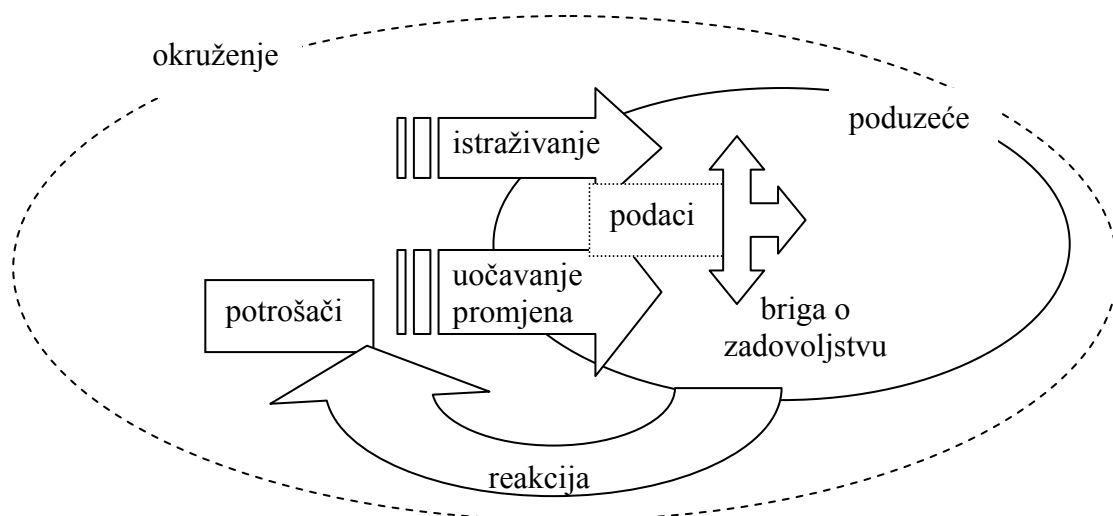 okruženje
poduzeće
istraživanje
podaci
uočavanje
promjena
potrošači
briga o
zadovoljstvu
reakcija